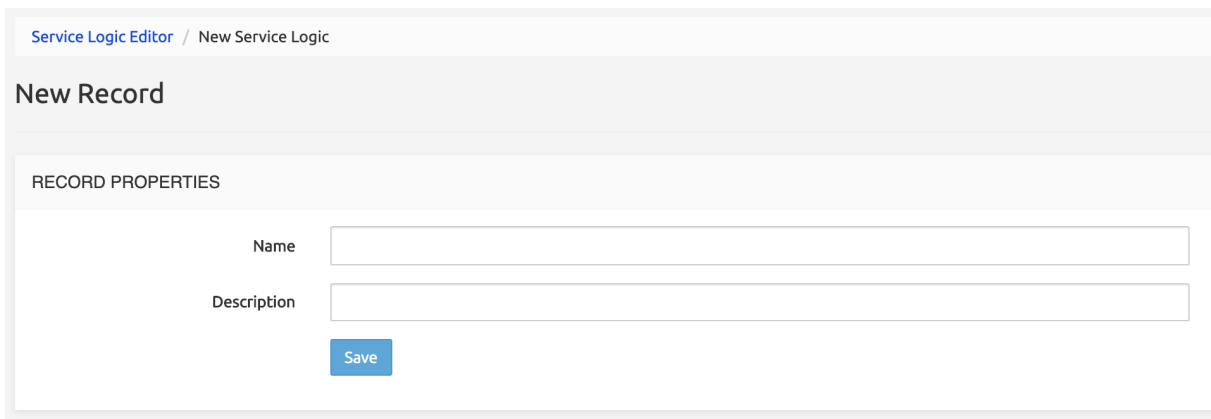 Service Logic Editor / New Service Logic
New Record
RECORD PROPERTIES
Name
Description
Save